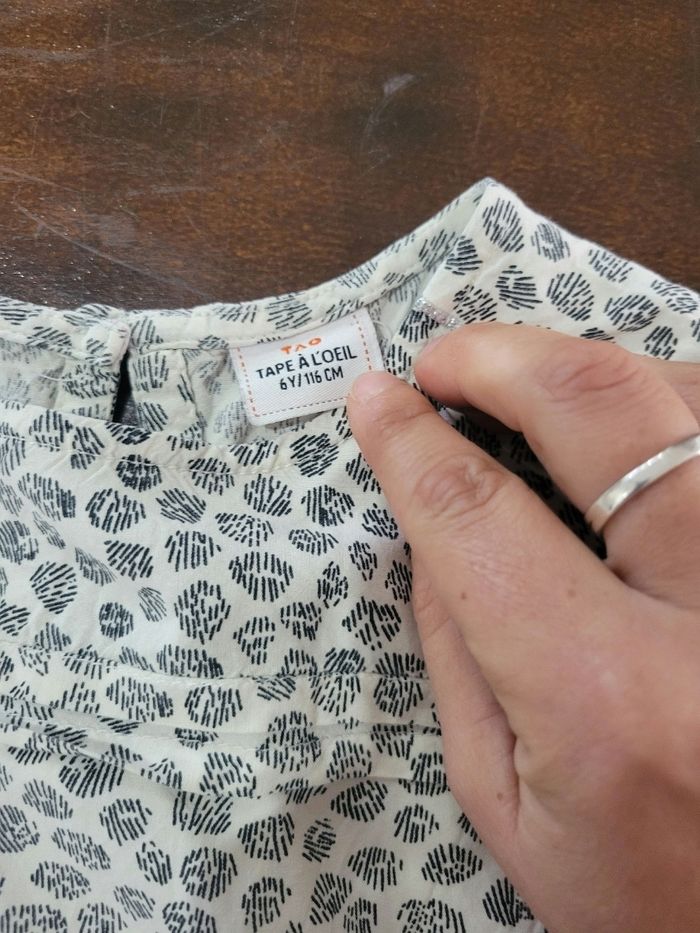 TAO
TAPE À L'OEIL
6Y/116 CM